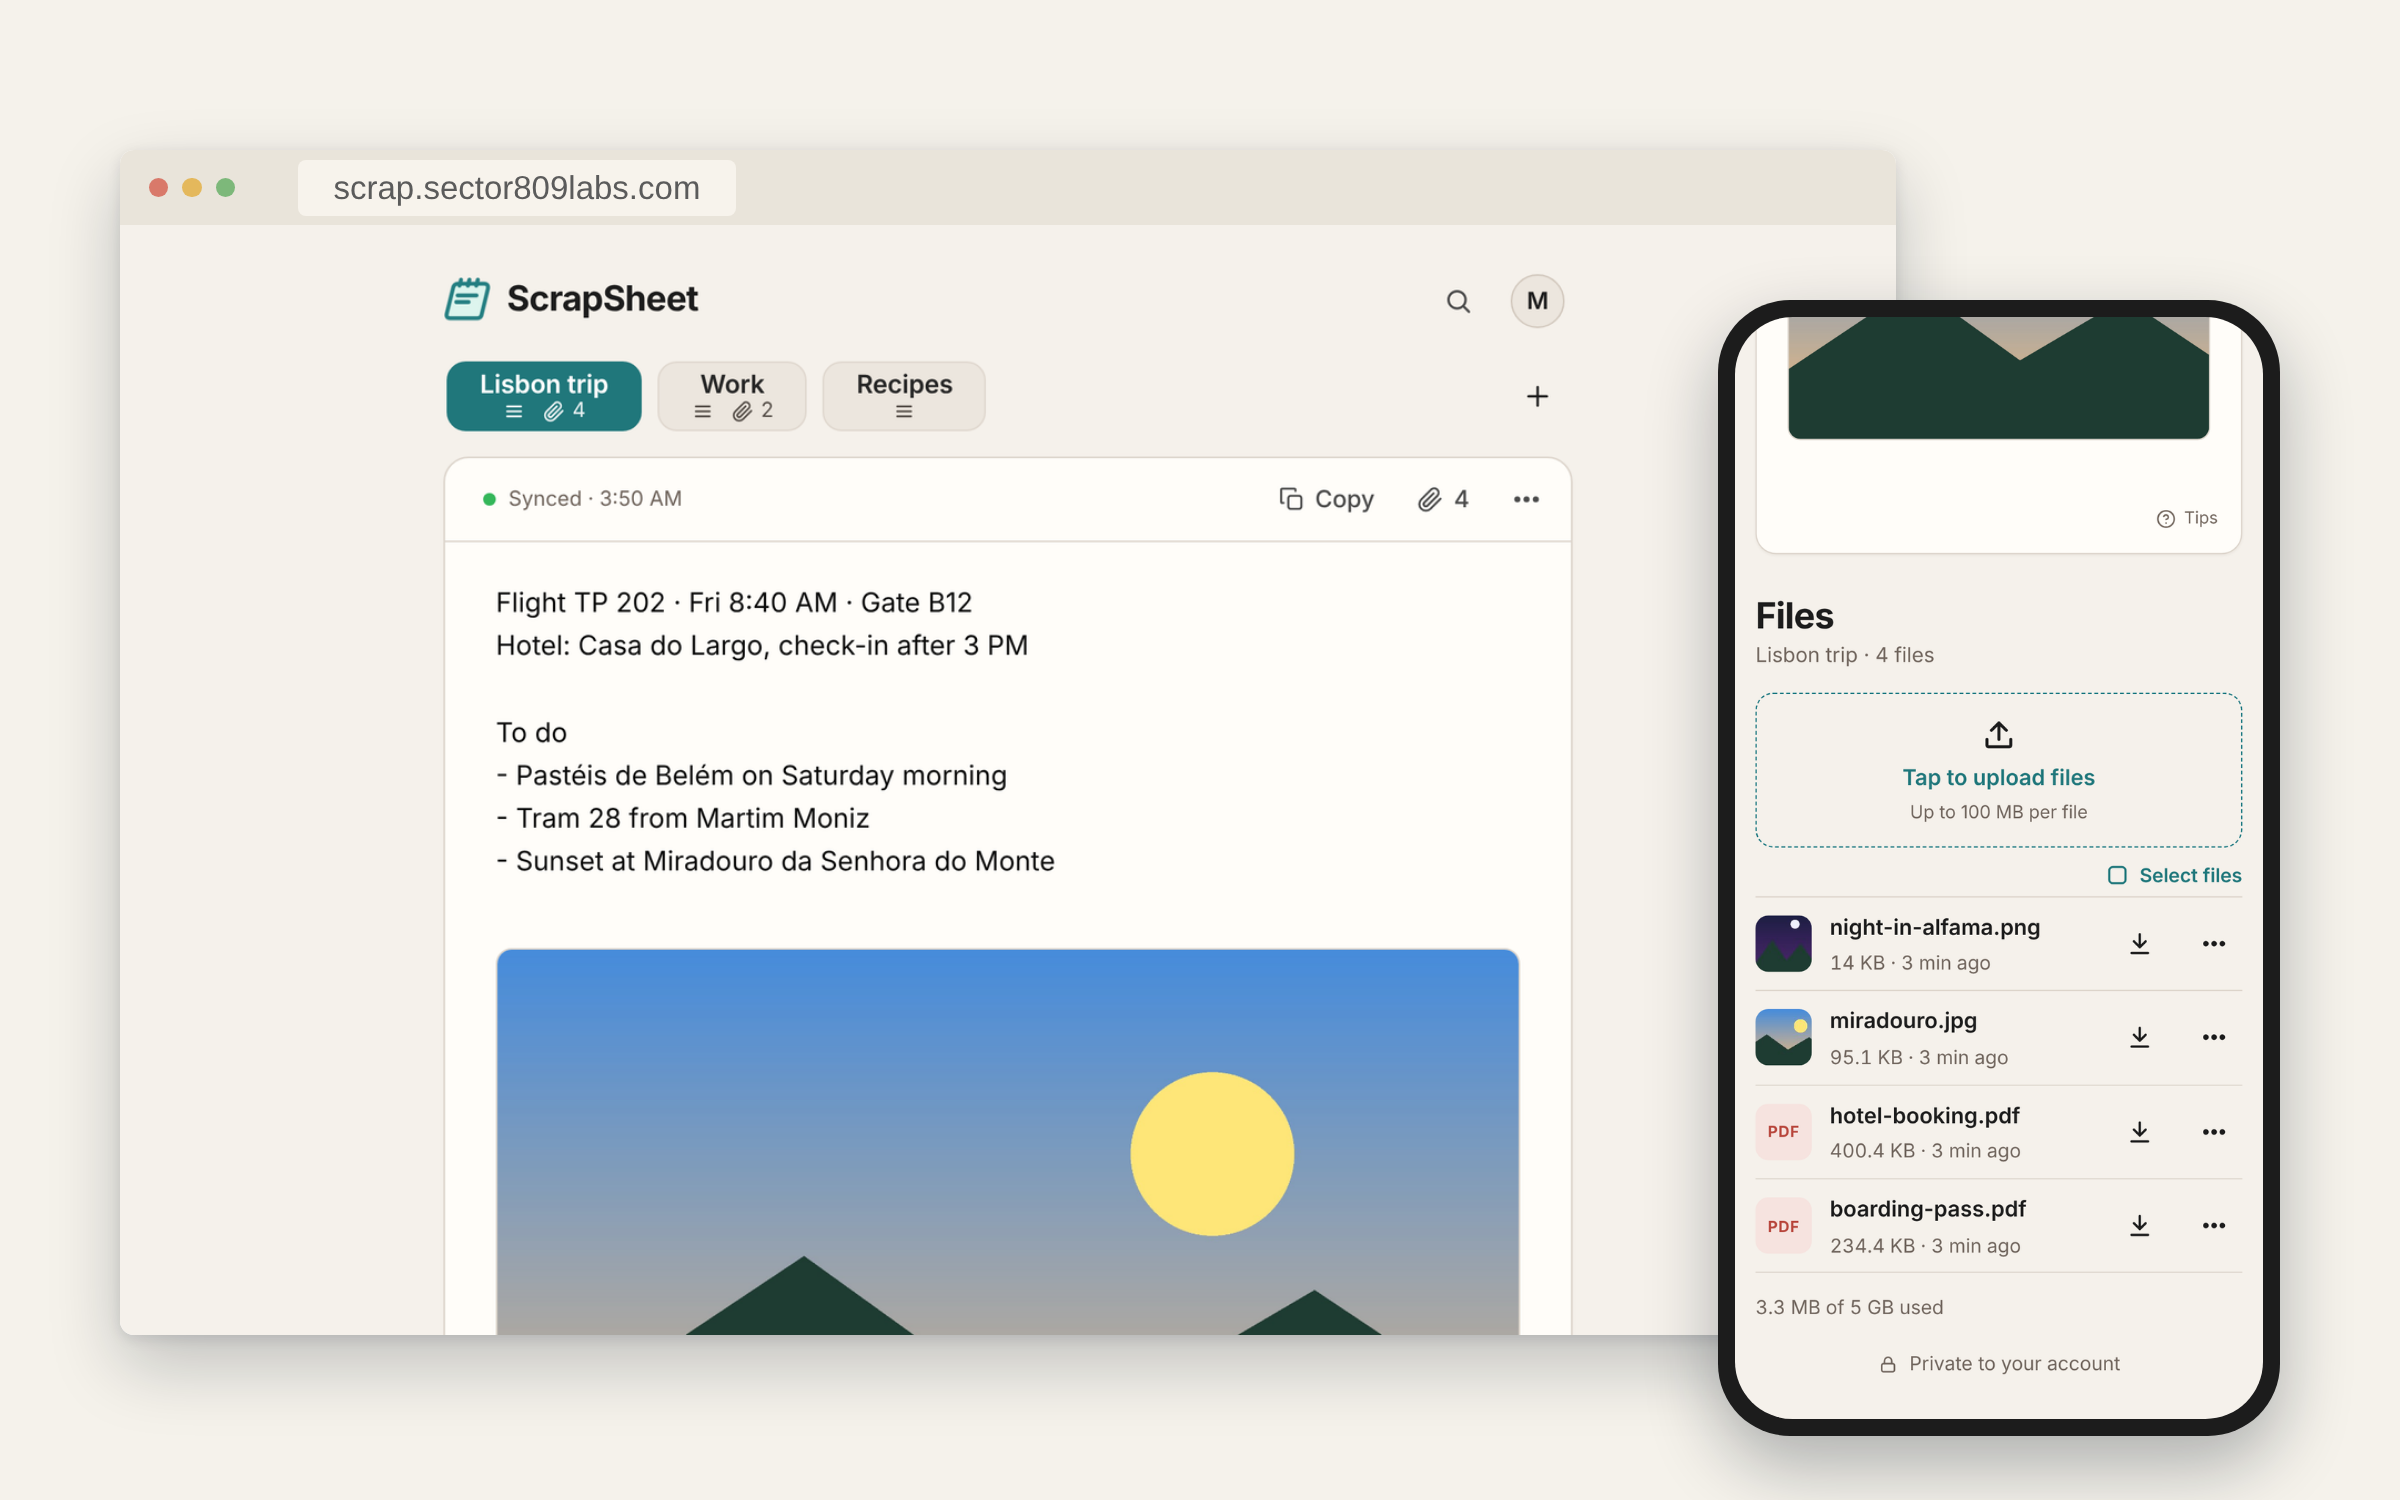 scrap.sector809labs.com
ScrapSheet
M
Lisbon trip
4
Work
2
Recipes
Synced · 3:50 AM
Copy
4
Flight TP 202 · Fri 8:40 AM · Gate B12
Hotel: Casa do Largo, check-in after 3 PM
To do
- Pastéis de Belém on Saturday morning
- Tram 28 from Martim Moniz
- Sunset at Miradouro da Senhora do Monte
Tips
Files
Lisbon trip · 4 files
Tap to upload files
Up to 100 MB per file
Select files
night-in-alfama.png
14 KB · 3 min ago
miradouro.jpg
95.1 KB · 3 min ago
PDF
hotel-booking.pdf
400.4 KB · 3 min ago
PDF
boarding-pass.pdf
234.4 KB · 3 min ago
3.3 MB of 5 GB used
Private to your account